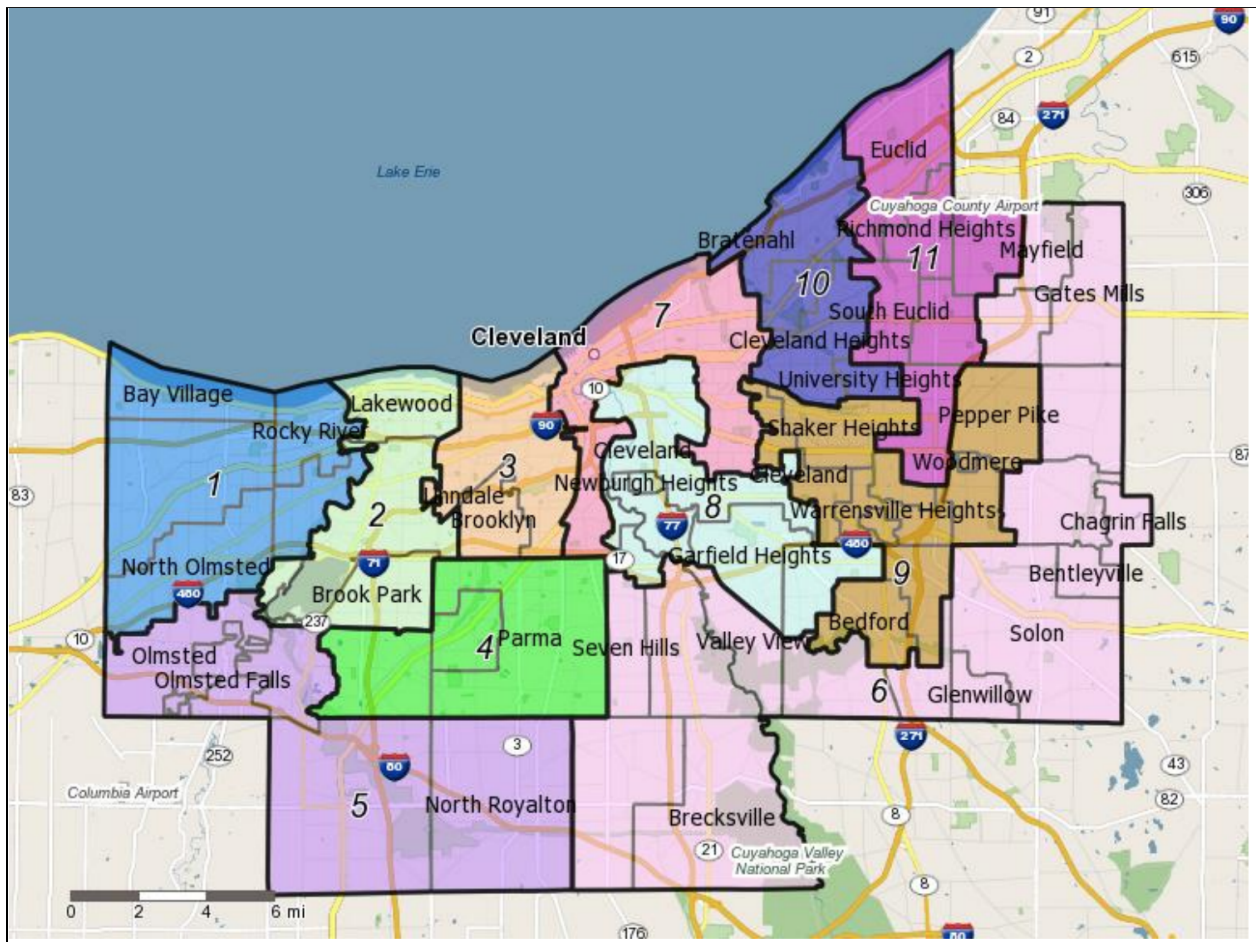 91
90
2
615
271
84
Euclid
Lake Erie
306
Cuyahoga County Airport
Bratenahl
Richmond Heights
Mayfield
11
10
Gates Mills
7
South Euclid
Cleveland
Cleveland Heights
University Heights
10
Bay Village
Lakewood
Pepper Pike
Rocky River
90
Shaker Heights
Cleveland
87
3
Woodmere
Cleveland
1
Newburgh Heights
83
Linndale
8
2
Brooklyn
Warrensville Heights
Chagrin Falls
77
480
17
Garfield Heights
71
North Olmsted
9
Bentleyville
480
Brook Park
237
Bedford
Solon
10
4
Parma
Valley View
Olmsted
Seven Hills
Olmsted Falls
6
Glenwillow
271
3
252
80
43
Columbia Airport
82
5
North Royalton
Brecksville
8
21
Cuyahoga Valley
National Park
8
0 2 4 6 mi
176
80